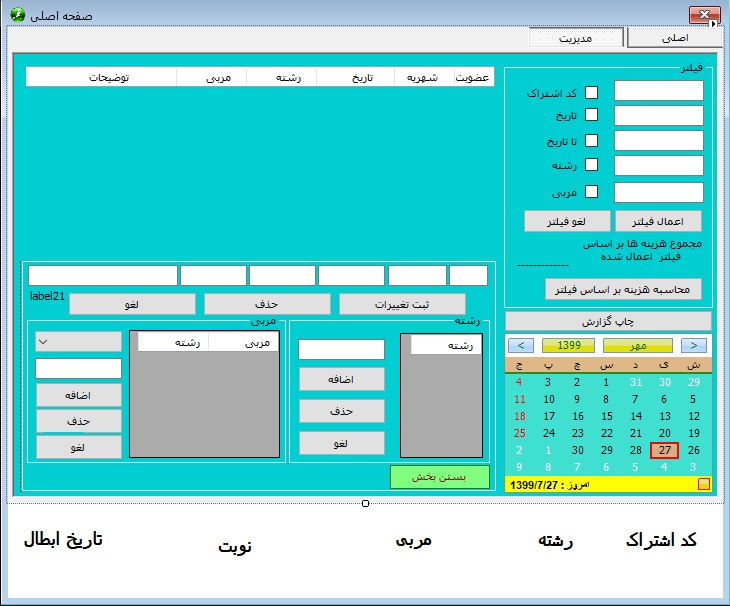 صفحه اصلی
اصلی
مدیریت
فیلتر
کد اشتراک
تاریخ
تا تاریخ
رشته
مربی
اعمال فیلتر
لغو فیلتر
مجموع هزینه ها بر اساس
فیلتر اعمال شده
-------------
محاسبه هزینه بر اساس فیلتر
چاپ گزارش
< مهر 1399 >
ش ی د س چ پ ج
29 30 31 1 2 3 4
5 6 7 8 9 10 11
12 13 14 15 16 17 18
19 20 21 22 23 24 25
26 27 28 29 30 1 2
3 4 5 6 7 8 9
امروز : 1399/7/27
عضویت شهریه تاریخ رشته مربی توضیحات
ثبت تغییرات
حذف
لغو
label21
رشته
رشته
اضافه
حذف
لغو
مربی
مربی رشته
اضافه
حذف
لغو
بستن بخش
کد اشتراک رشته مربی نوبت تاریخ ابطال